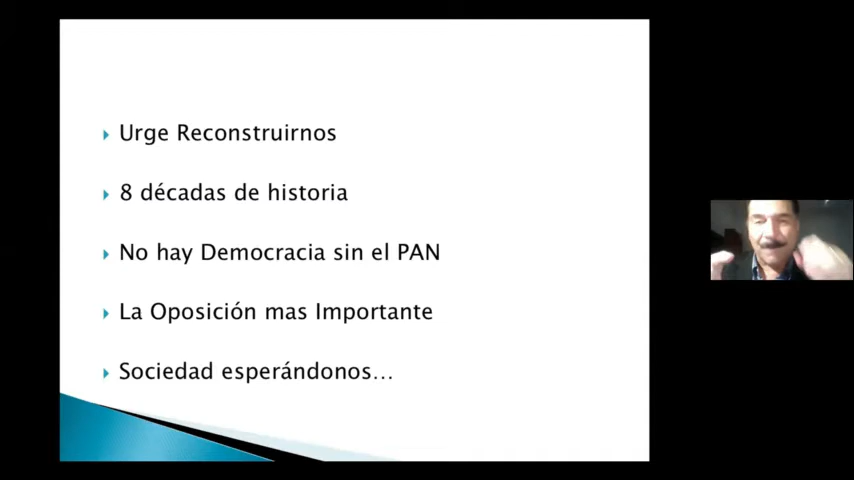 Urge Reconstruirnos
8 décadas de historia
No hay Democracia sin el PAN
La Oposición mas Importante
Sociedad esperándonos...